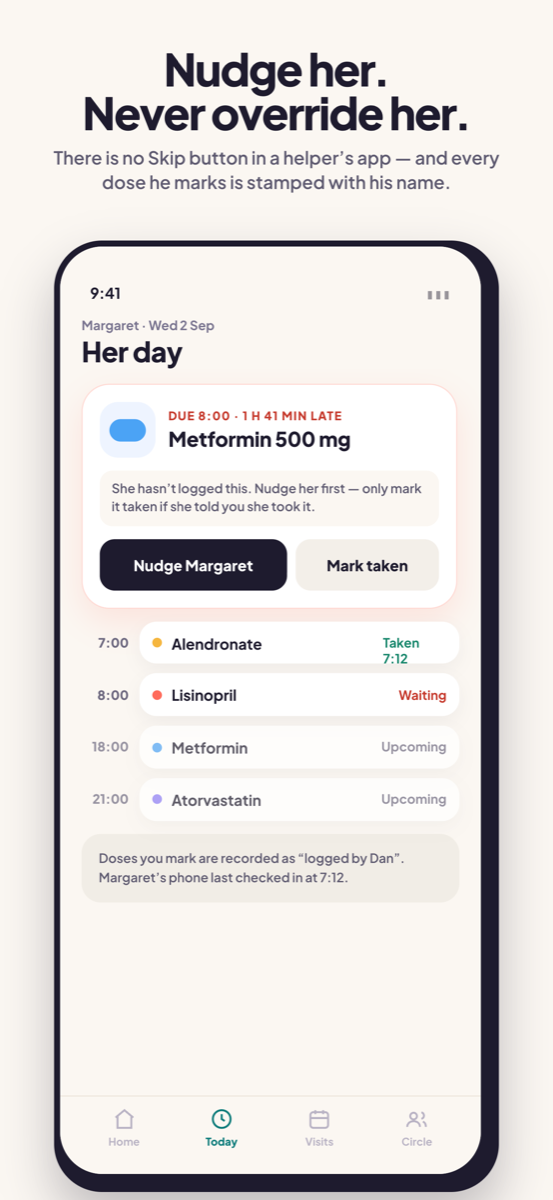 Nudge her.
Never override her.
There is no Skip button in a helper’s app — and every
dose he marks is stamped with his name.
9:41
Margaret · Wed 2 Sep
Her day
DUE 8:00 · 1 H 41 MIN LATE
Metformin 500 mg
She hasn’t logged this. Nudge her first — only mark
it taken if she told you she took it.
Nudge Margaret
Mark taken
7:00
Alendronate
Taken
7:12
8:00
Lisinopril
Waiting
18:00
Metformin
Upcoming
21:00
Atorvastatin
Upcoming
Doses you mark are recorded as “logged by Dan”.
Margaret’s phone last checked in at 7:12.
Home
Today
Visits
Circle